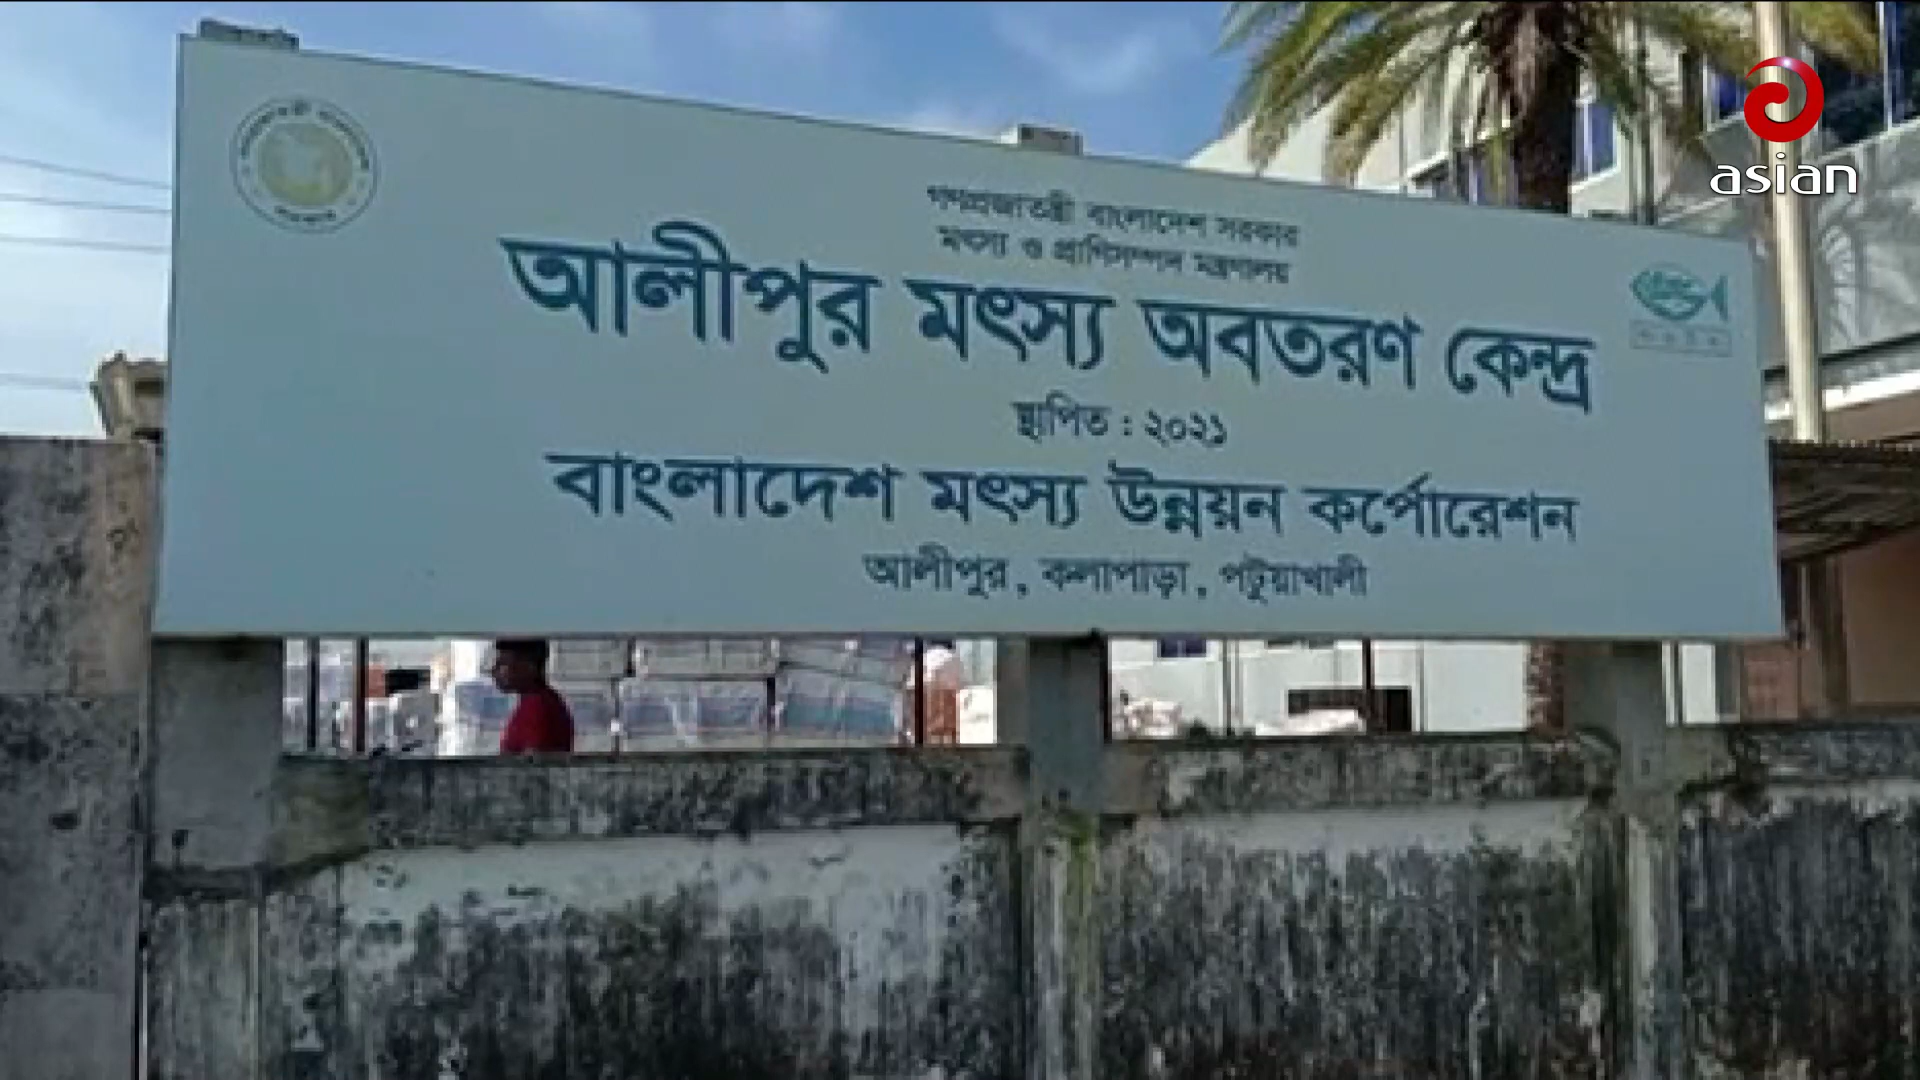 গণপ্রজাতন্ত্রী বাংলাদেশ সরকার
মৎস্য ও প্রাণিসম্পদ মন্ত্রণালয়
আলীপুর মৎস্য অবতরণ কেন্দ্র
স্থাপিত : ২০২১
বাংলাদেশ মৎস্য উন্নয়ন কর্পোরেশন
আলীপুর, কলাপাড়া, পটুয়াখালী
asian